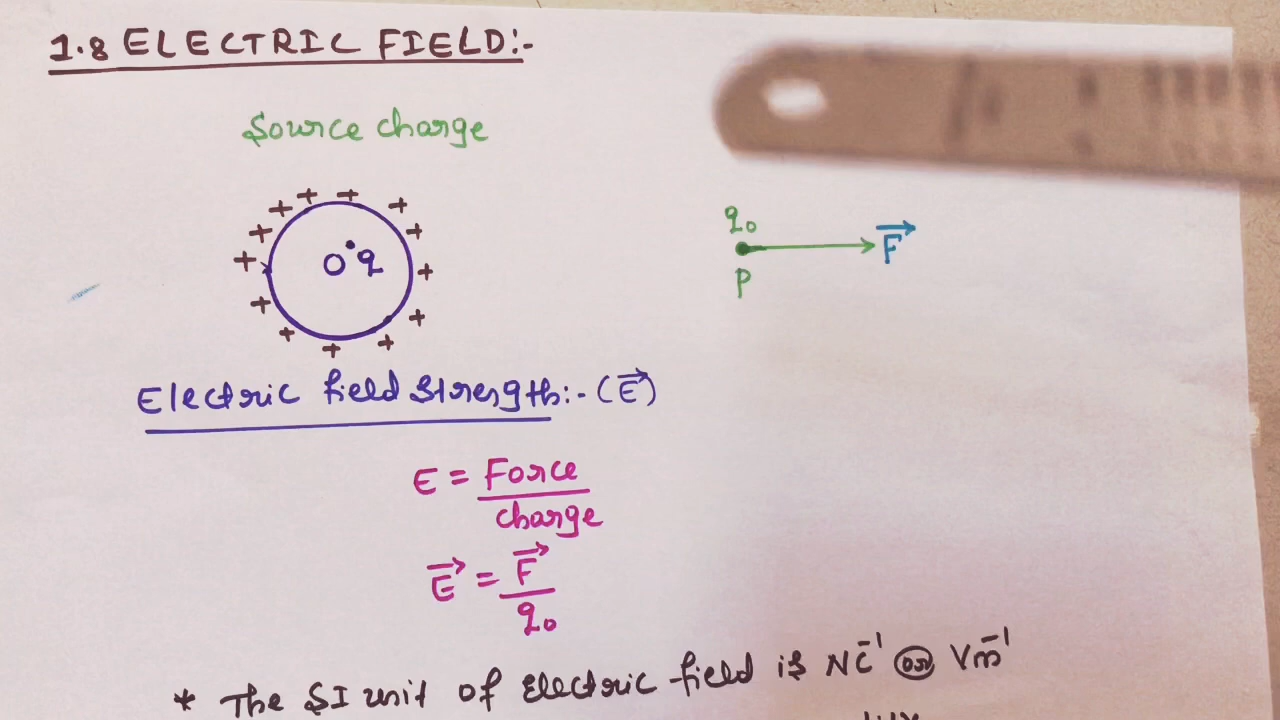 1.8 ELECTRIC FIELD:-
Source charge
+ + + + + + + + + + + + + +
O q
q₀
P
F⃗
Electric field Strength:- (E⃗)
E = Force
charge
E⃗ = F⃗
q₀
* The SI unit of Electric field is NC⁻¹ or Vm⁻¹